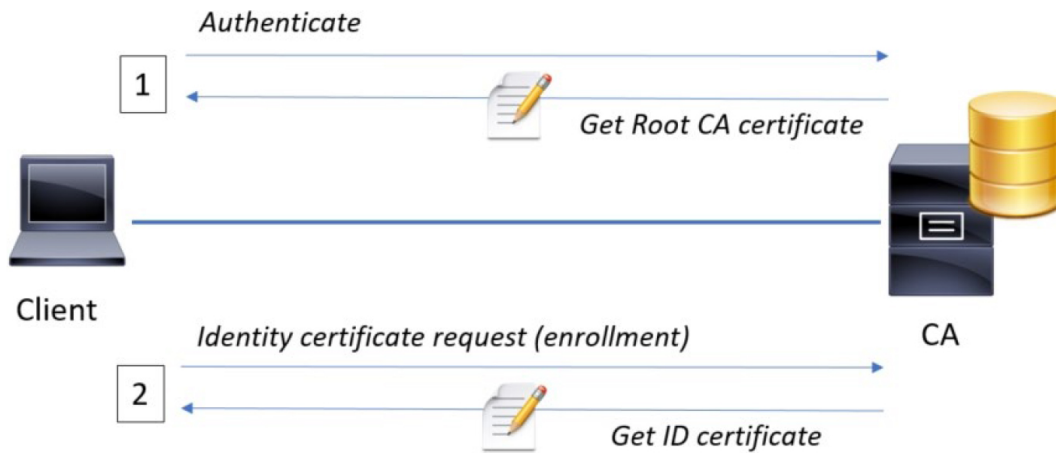 Authenticate
1
Get Root CA certificate
Client
CA
Identity certificate request (enrollment)
2
Get ID certificate